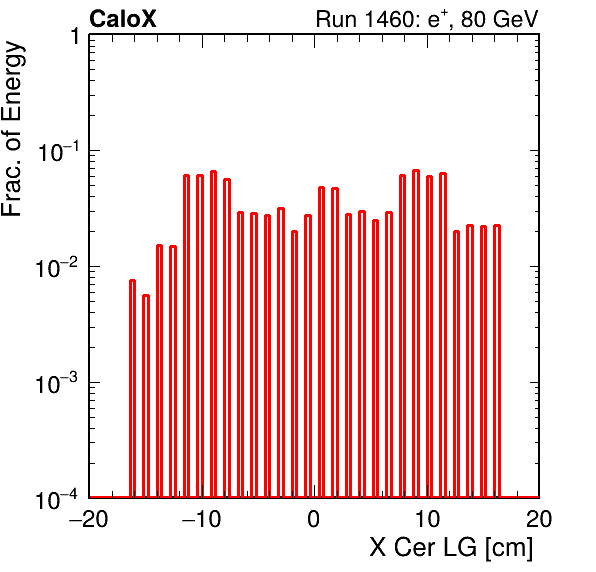 CaloX Run 1460: e⁺, 80 GeV
Frac. of Energy
1
10⁻¹
10⁻²
10⁻³
10⁻⁴
−20 −10 0 10 20
X Cer LG [cm]